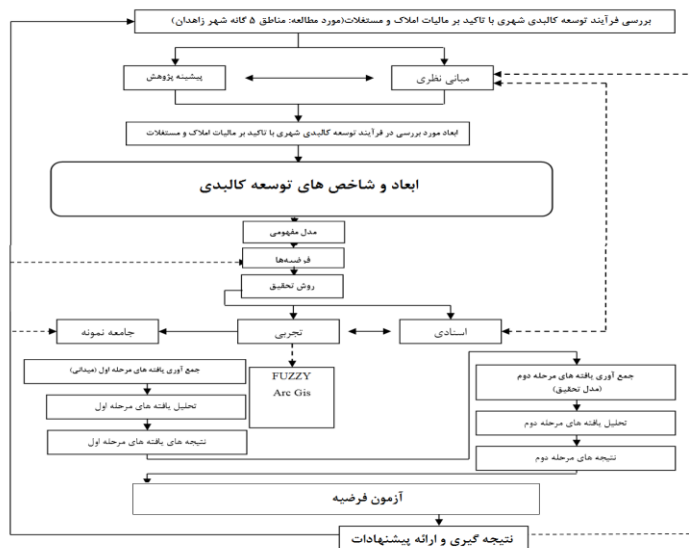 بررسی فرآیند توسعه کالبدی شهری با تاکید بر مالیات املاک و مستغلات(مورد مطالعه: مناطق ۵ گانه شهر زاهدان)
مبانی نظری
پیشینه پژوهش
ابعاد مورد بررسی در فرآیند توسعه کالبدی شهری با تاکید بر مالیات املاک و مستغلات
ابعاد و شاخص های توسعه کالبدی
مدل مفهومی
فرضیه‌ها
روش تحقیق
اسنادی
تجربی
جامعه نمونه
FUZZY
Arc Gis
جمع آوری یافته های مرحله اول (میدانی)
تحلیل یافته های مرحله اول
نتیجه های یافته های مرحله اول
جمع آوری یافته های مرحله دوم
(مدل تحقیق)
تحلیل یافته های مرحله دوم
نتیجه های مرحله دوم
آزمون فرضیه
نتیجه گیری و ارائه پیشنهادات